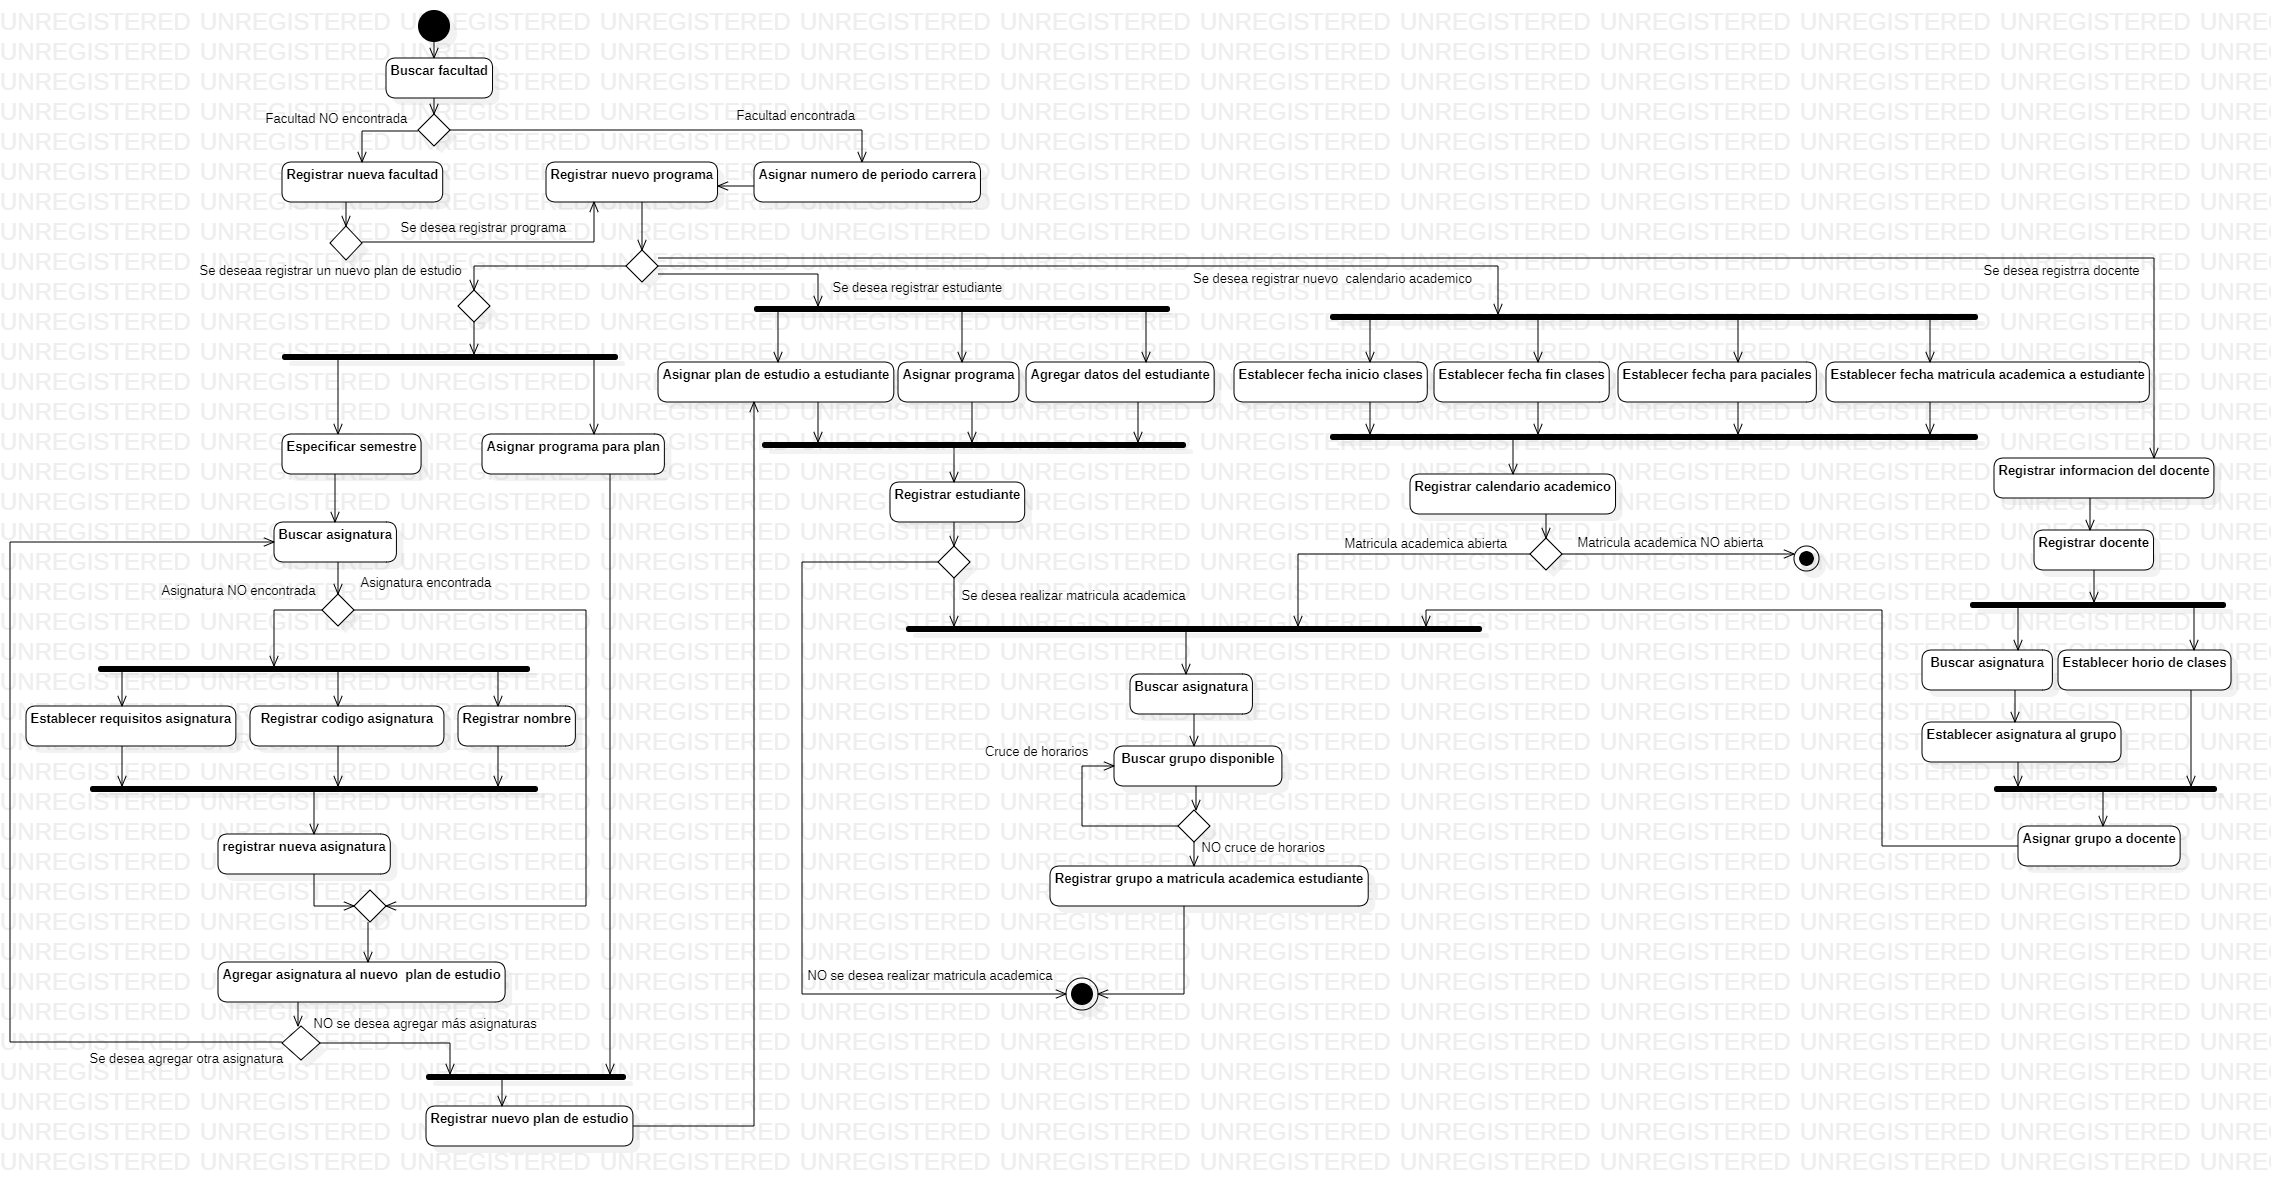 Buscar facultad
Facultad NO encontrada
Facultad encontrada
Registrar nueva facultad
Registrar nuevo programa
Asignar numero de periodo carrera
Se desea registrar programa
Se deseaa registrar un nuevo plan de estudio
Se desea registrar estudiante
Se desea registrar nuevo  calendario academico
Se desea registrra docente
Asignar plan de estudio a estudiante
Asignar programa
Agregar datos del estudiante
Establecer fecha inicio clases
Establecer fecha fin clases
Establecer fecha para paciales
Establecer fecha matricula academica a estudiante
Especificar semestre
Asignar programa para plan
Registrar informacion del docente
Registrar estudiante
Registrar calendario academico
Buscar asignatura
Registrar docente
Matricula academica abierta
Matricula academica NO abierta
Asignatura NO encontrada
Asignatura encontrada
Se desea realizar matricula academica
Buscar asignatura
Establecer horio de clases
Buscar asignatura
Establecer requisitos asignatura
Registrar codigo asignatura
Registrar nombre
Establecer asignatura al grupo
Cruce de horarios
Buscar grupo disponible
registrar nueva asignatura
NO cruce de horarios
Asignar grupo a docente
Registrar grupo a matricula academica estudiante
Agregar asignatura al nuevo  plan de estudio
NO se desea realizar matricula academica
NO se desea agregar más asignaturas
Se desea agregar otra asignatura
Registrar nuevo plan de estudio
UNREGISTERED